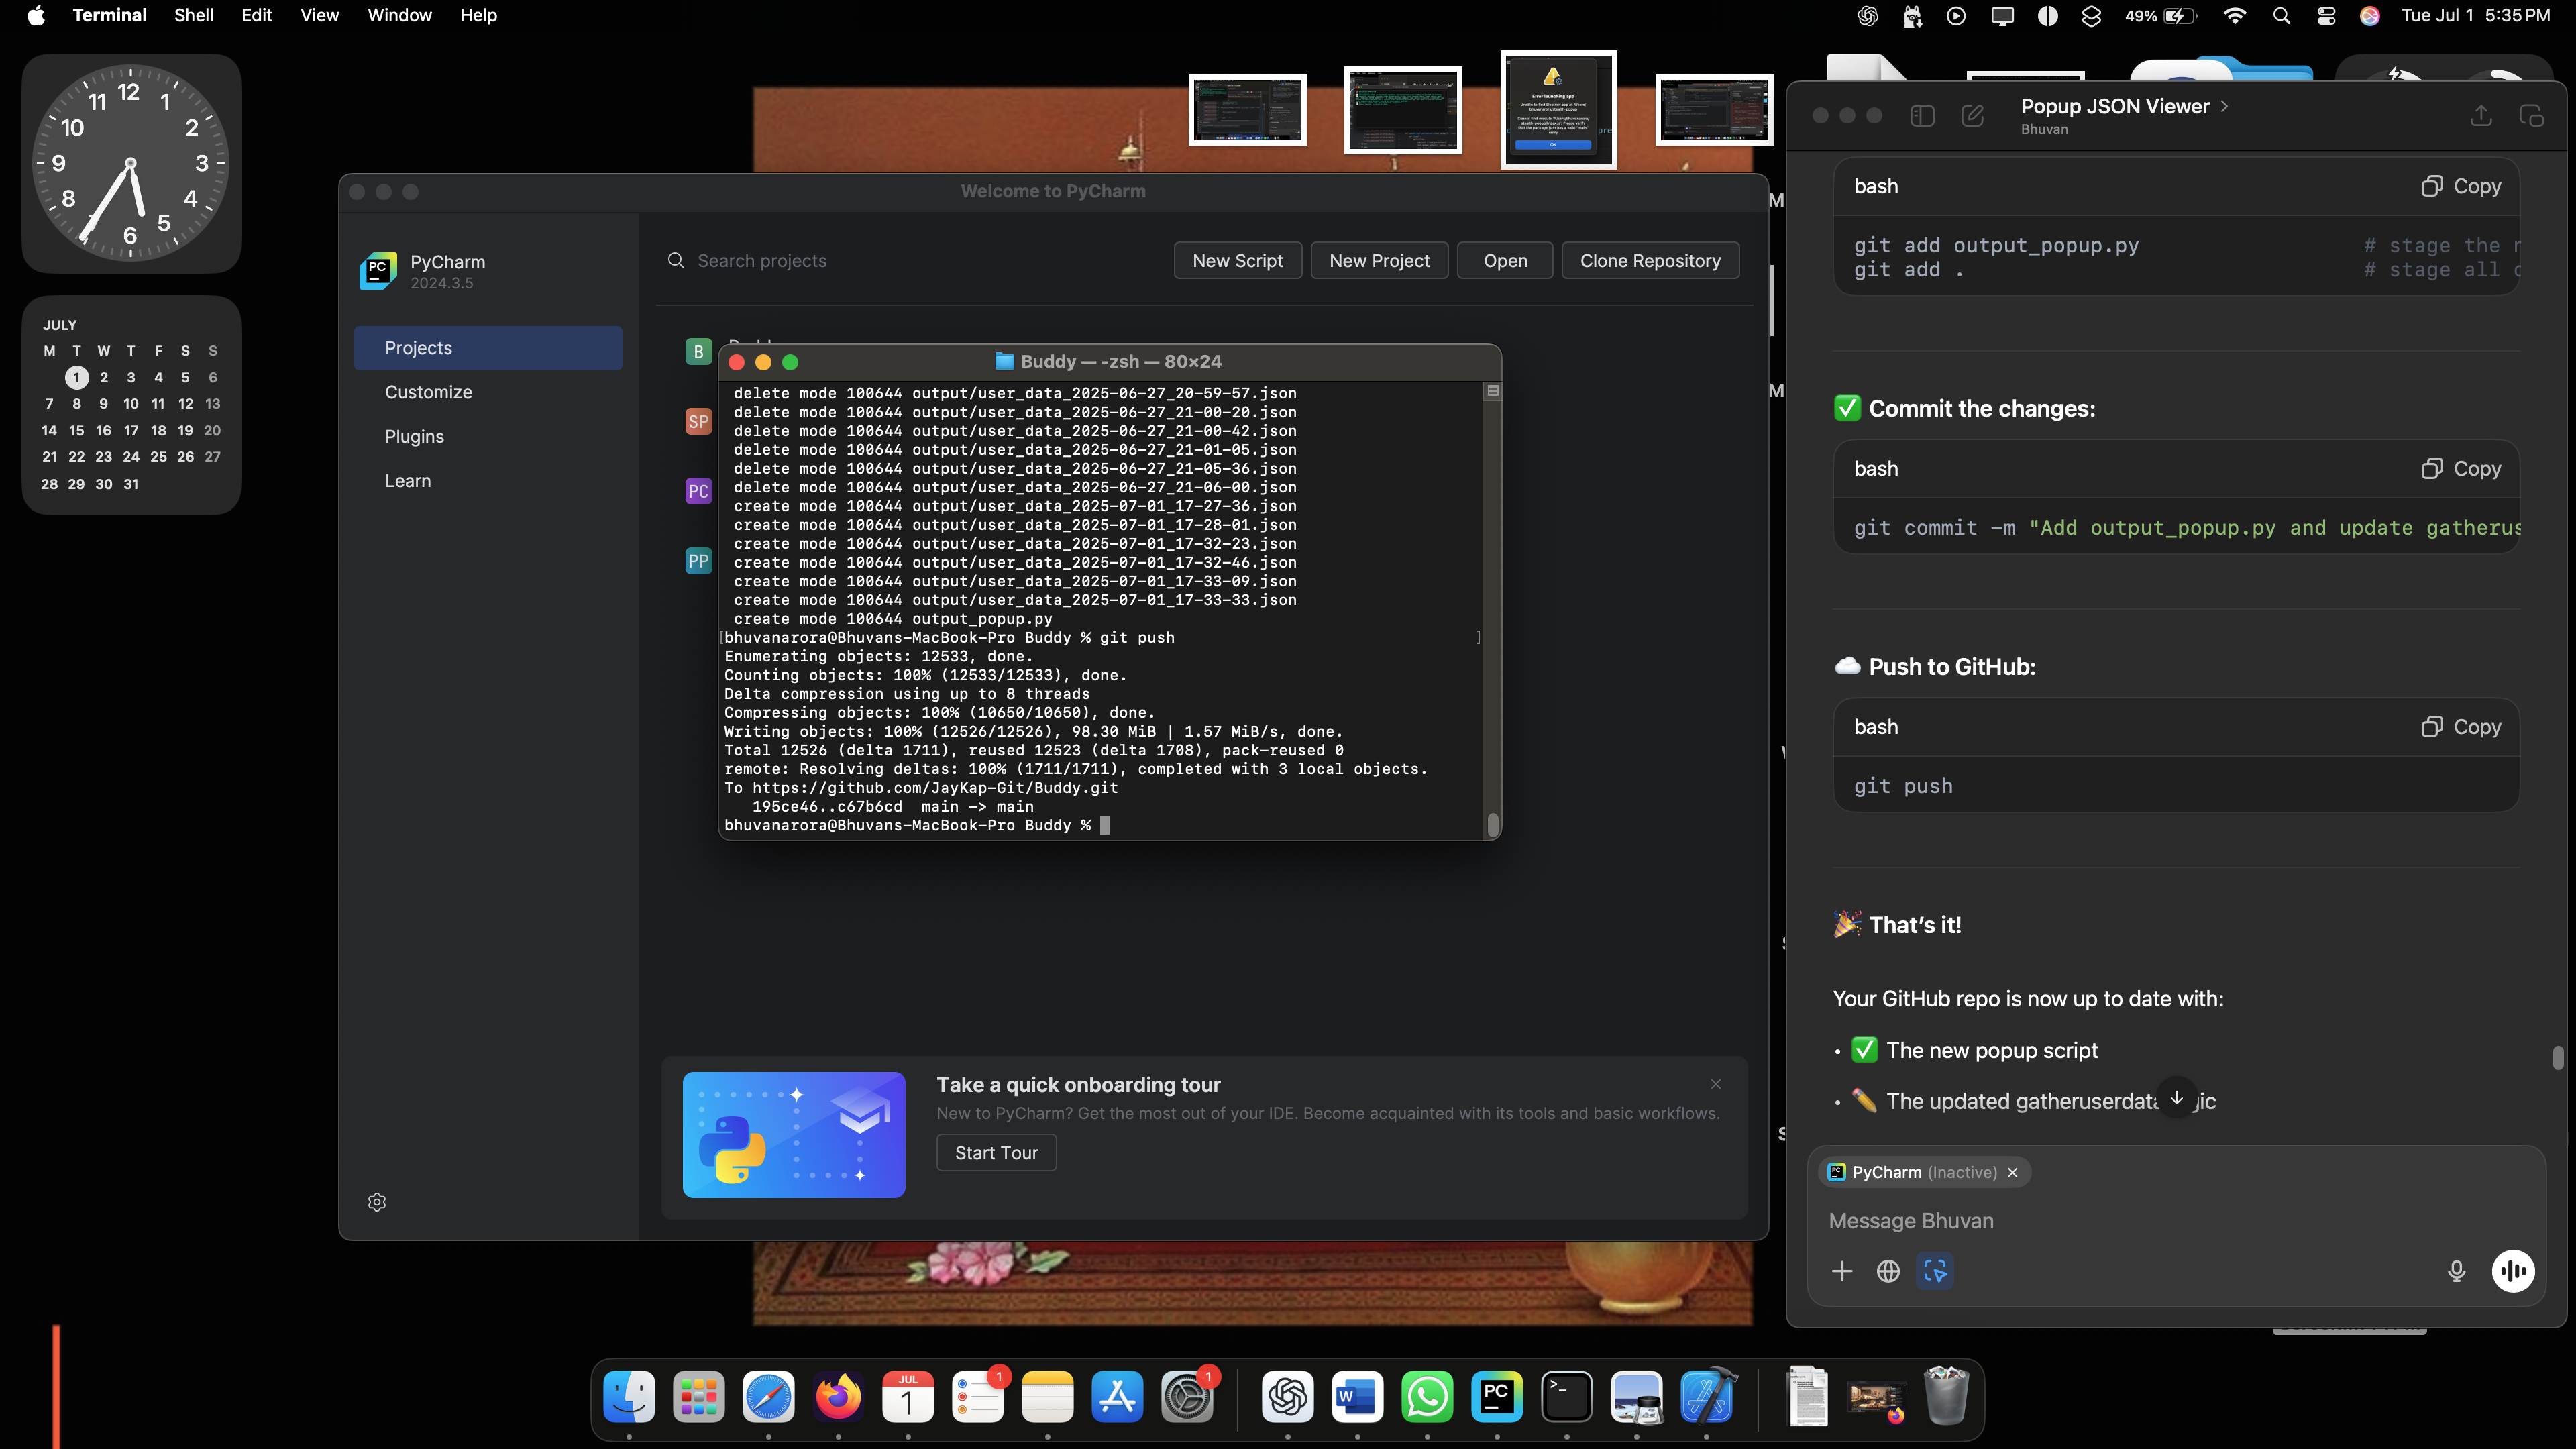 Terminal Shell Edit View Window Help
49% Tue Jul 1 5:35 PM
12
11 1
10 2
9 3
8 4
7 5
6
JULY
M T W T F S S
1 2 3 4 5 6
7 8 9 10 11 12 13
14 15 16 17 18 19 20
21 22 23 24 25 26 27
28 29 30 31
Error launching app
OK
Welcome to PyCharm
PC
PyCharm
2024.3.5
Search projects
New Script
New Project
Open
Clone Repository
Projects
Customize
Plugins
Learn
B
SP
PC
PP
Buddy — -zsh — 80×24
delete mode 100644 output/user_data_2025-06-27_20-59-57.json
delete mode 100644 output/user_data_2025-06-27_21-00-20.json
delete mode 100644 output/user_data_2025-06-27_21-00-42.json
delete mode 100644 output/user_data_2025-06-27_21-01-05.json
delete mode 100644 output/user_data_2025-06-27_21-05-36.json
delete mode 100644 output/user_data_2025-06-27_21-06-00.json
create mode 100644 output/user_data_2025-07-01_17-27-36.json
create mode 100644 output/user_data_2025-07-01_17-28-01.json
create mode 100644 output/user_data_2025-07-01_17-32-23.json
create mode 100644 output/user_data_2025-07-01_17-32-46.json
create mode 100644 output/user_data_2025-07-01_17-33-09.json
create mode 100644 output/user_data_2025-07-01_17-33-33.json
create mode 100644 output_popup.py
[bhuvanarora@Bhuvans-MacBook-Pro Buddy % git push ]
Enumerating objects: 12533, done.
Counting objects: 100% (12533/12533), done.
Delta compression using up to 8 threads
Compressing objects: 100% (10650/10650), done.
Writing objects: 100% (12526/12526), 98.30 MiB | 1.57 MiB/s, done.
Total 12526 (delta 1711), reused 12523 (delta 1708), pack-reused 0
remote: Resolving deltas: 100% (1711/1711), completed with 3 local objects.
To https://github.com/JayKap-Git/Buddy.git
195ce46..c67b6cd main -> main
bhuvanarora@Bhuvans-MacBook-Pro Buddy %
Take a quick onboarding tour
New to PyCharm? Get the most out of your IDE. Become acquainted with its tools and basic workflows.
Start Tour
Popup JSON Viewer >
Bhuvan
bash
Copy
git add output_popup.py # stage the
git add . # stage all
✅ Commit the changes:
bash
Copy
git commit -m "Add output_popup.py and update gatherus
☁️ Push to GitHub:
bash
Copy
git push
🎉 That's it!
Your GitHub repo is now up to date with:
• ✅ The new popup script
• ✏️ The updated gatheruserdata
PyCharm (Inactive) ×
Message Bhuvan
JUL
1
1
1
W
PC